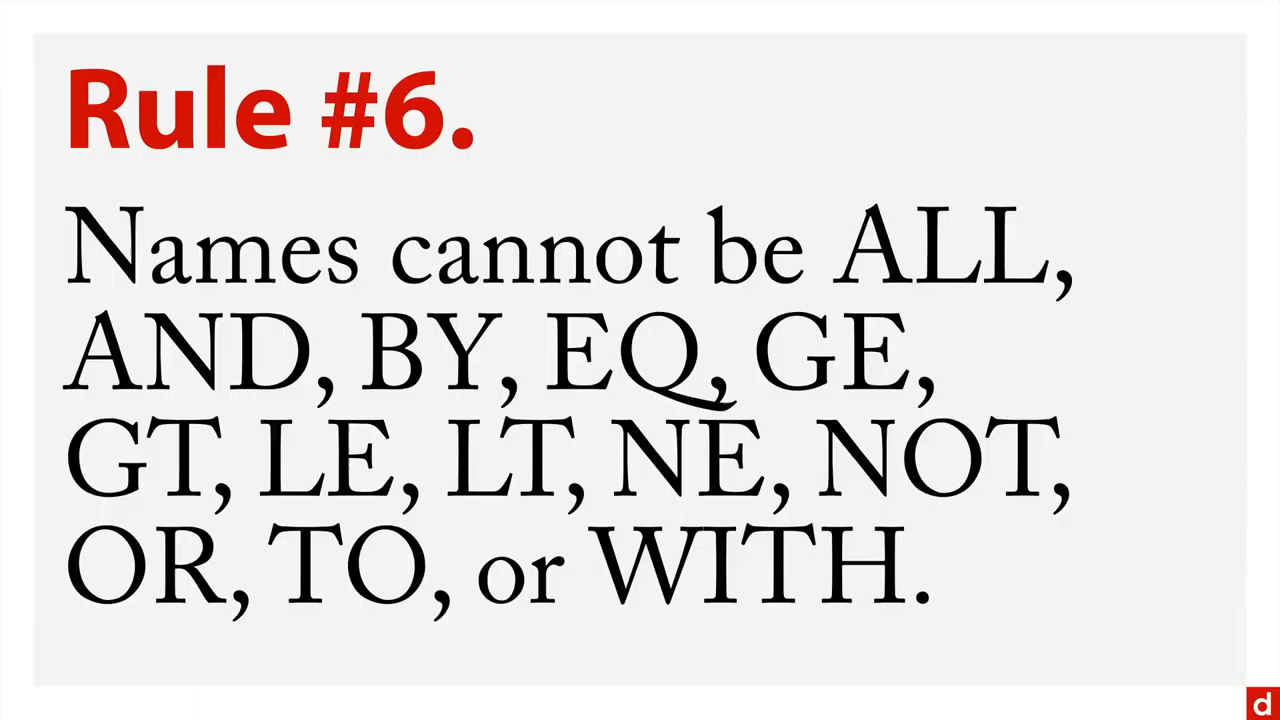 Rule #6.
Names cannot be ALL,
AND, BY, EQ, GE,
GT, LE, LT, NE, NOT,
OR, TO, or WITH.
d